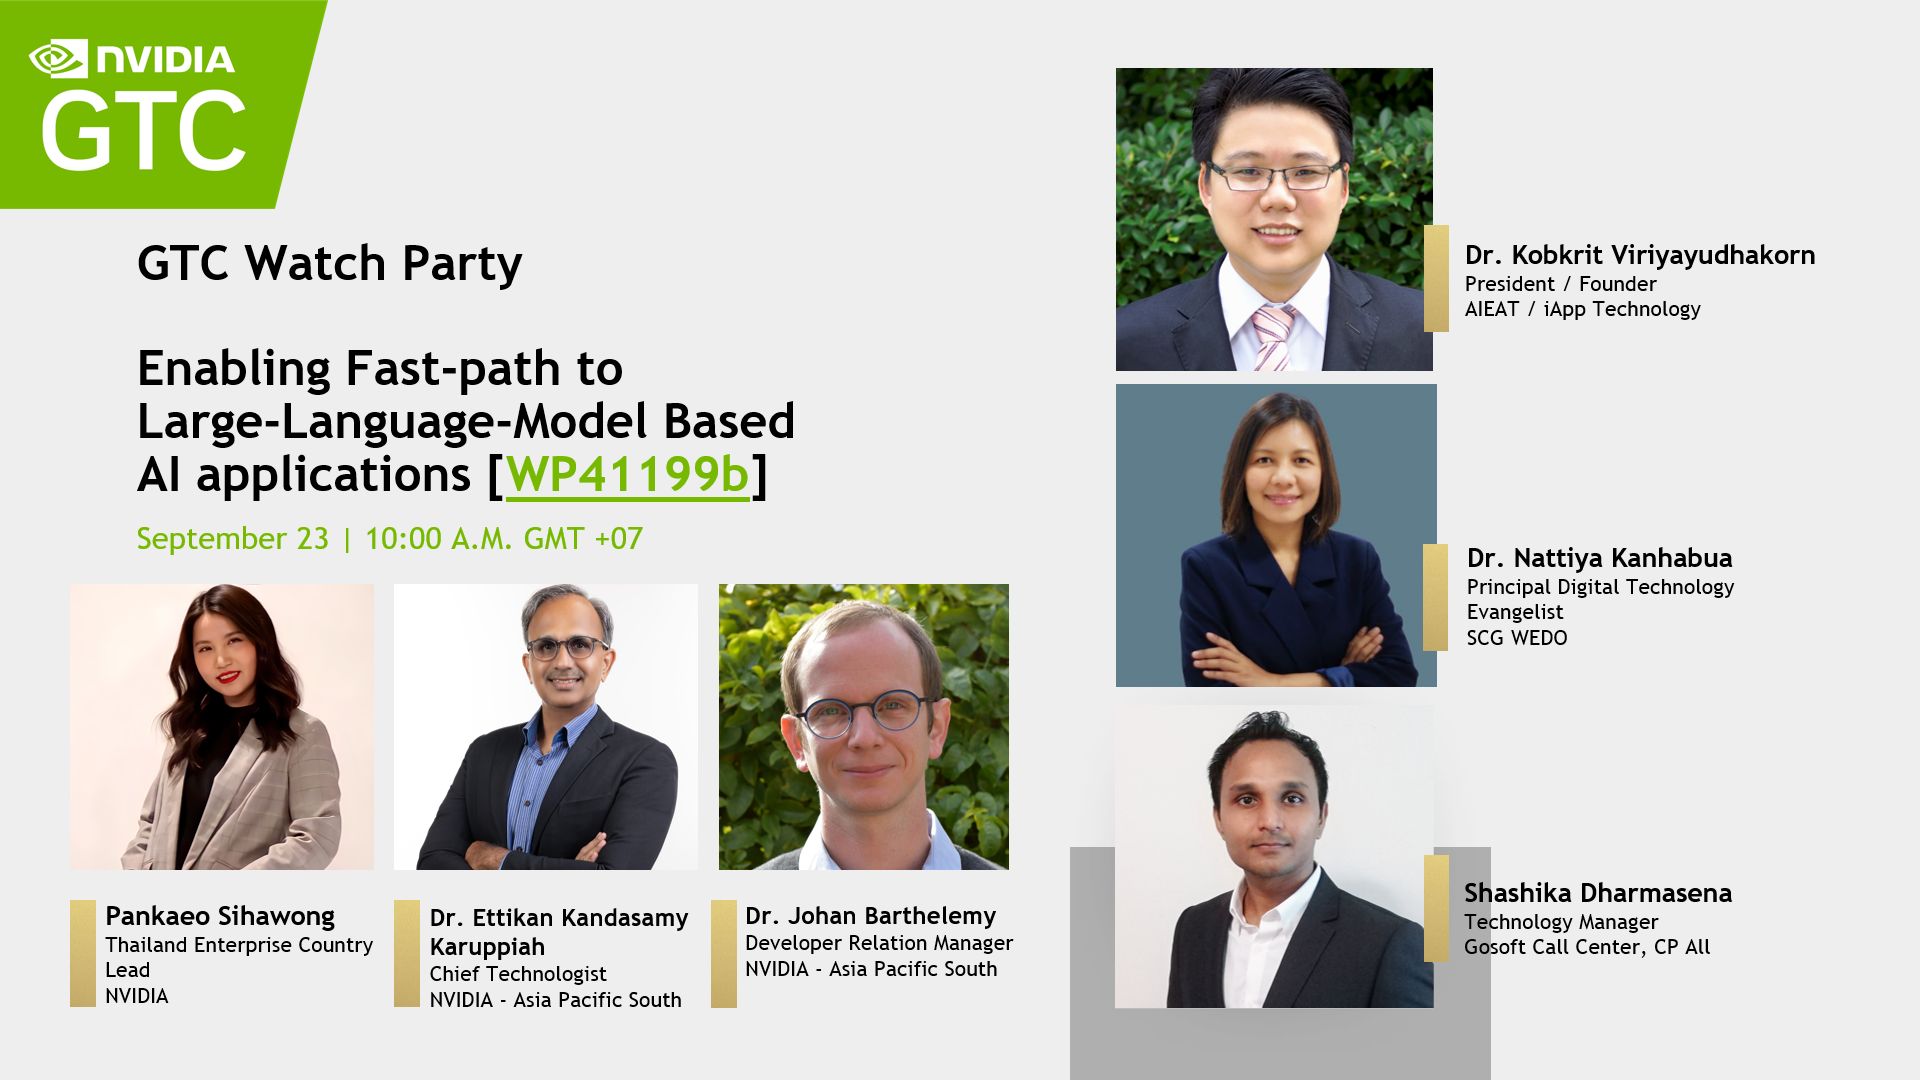 NVIDIA
GTC
GTC Watch Party
Enabling Fast-path to
Large-Language-Model Based
AI applications [WP41199b]
September 23 | 10:00 A.M. GMT +07
Pankaeo Sihawong
Thailand Enterprise Country
Lead
NVIDIA
Dr. Ettikan Kandasamy
Karuppiah
Chief Technologist
NVIDIA - Asia Pacific South
Dr. Johan Barthelemy
Developer Relation Manager
NVIDIA - Asia Pacific South
Dr. Kobkrit Viriyayudhakorn
President / Founder
AIEAT / iApp Technology
Dr. Nattiya Kanhabua
Principal Digital Technology
Evangelist
SCG WEDO
Shashika Dharmasena
Technology Manager
Gosoft Call Center, CP All